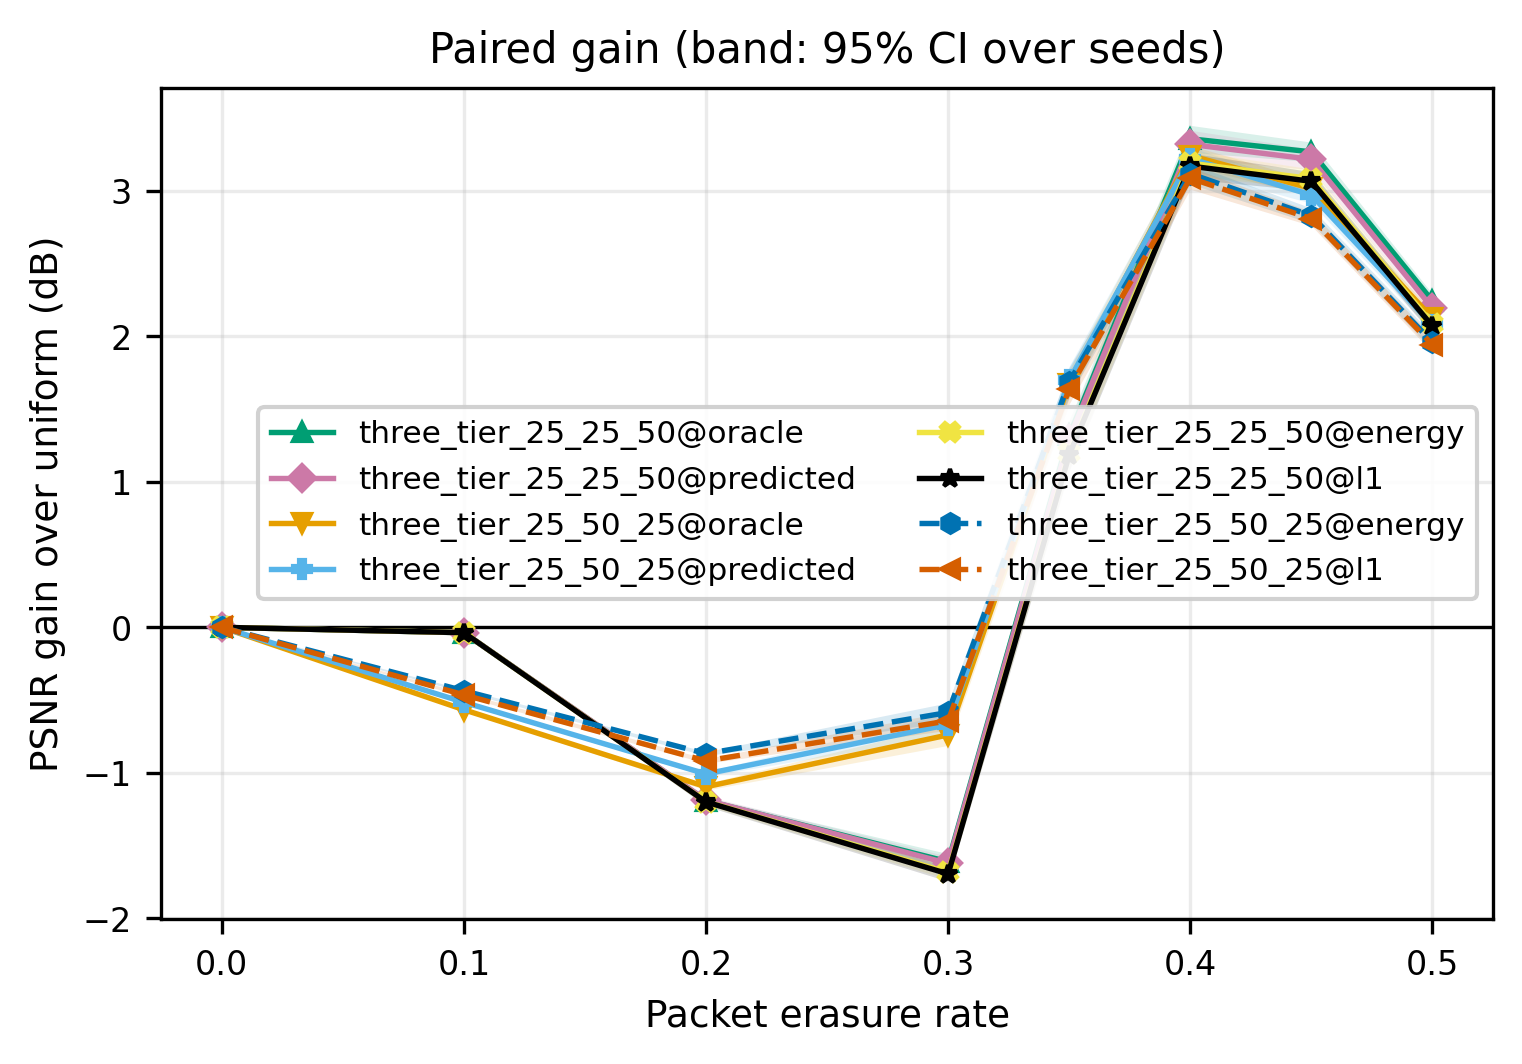 Paired gain (band: 95% CI over seeds)
PSNR gain over uniform (dB)
3
2
1
0
−1
−2
three_tier_25_25_50@oracle
three_tier_25_25_50@predicted
three_tier_25_50_25@oracle
three_tier_25_50_25@predicted
three_tier_25_25_50@energy
three_tier_25_25_50@l1
three_tier_25_50_25@energy
three_tier_25_50_25@l1
0.0 0.1 0.2 0.3 0.4 0.5
Packet erasure rate